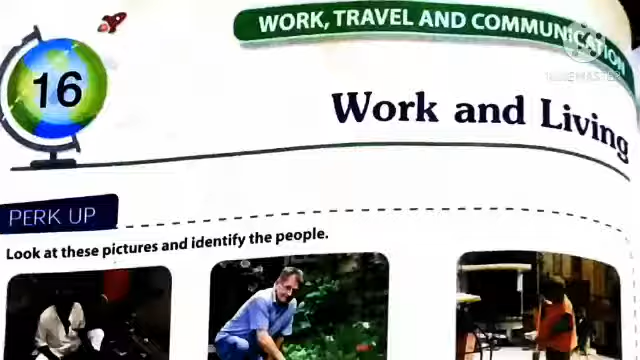 WORK, TRAVEL AND COMMUNICATION
16
Work and Living
PERK UP
Look at these pictures and identify the people.